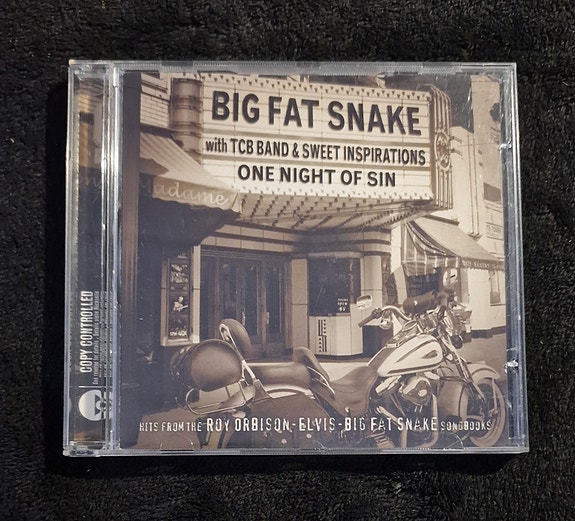 BIG FAT SNAKE
with TCB BAND & SWEET INSPIRATIONS
ONE NIGHT OF SIN
Madame
HITS FROM THE ROY ORBISON-ELVIS-BIG FAT SNAKE SONGBOOKS
COPY CONTROLLED